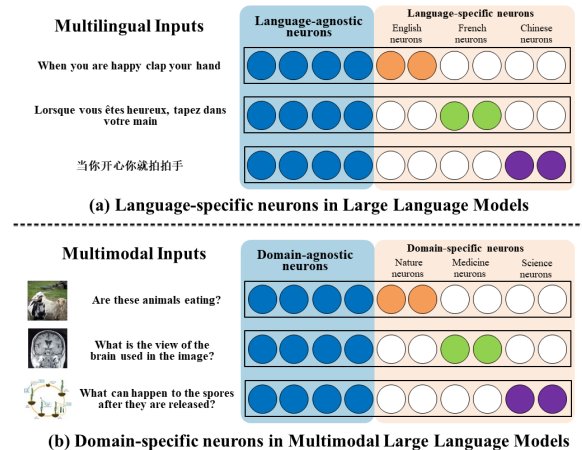 Multilingual Inputs
Language-agnostic
neurons
Language-specific neurons
English
neurons
French
neurons
Chinese
neurons
When you are happy clap your hand
Lorsque vous êtes heureux, tapez dans
votre main
当你开心你就拍拍手
(a) Language-specific neurons in Large Language Models
Multimodal Inputs
Domain-agnostic
neurons
Domain-specific neurons
Nature
neurons
Medicine
neurons
Science
neurons
Are these animals eating?
What is the view of the
brain used in the image?
What can happen to the spores
after they are released?
(b) Domain-specific neurons in Multimodal Large Language Models